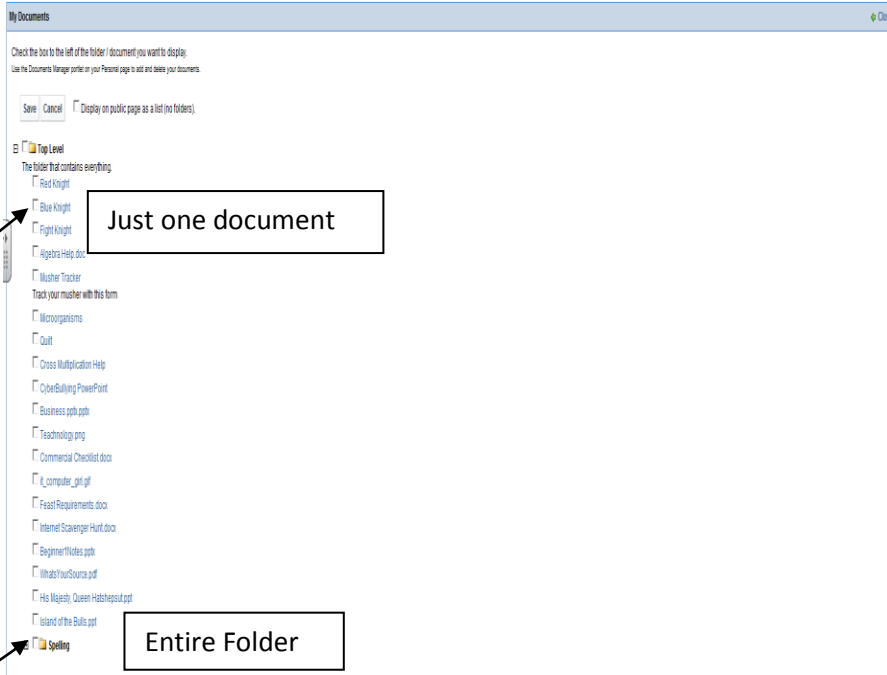 My Documents
Clo
Check the box to the left of the folder / document you want to display.
Use the Documents Manager portlet on your Personal page to add and delete your documents.
Save Cancel Display on public page as a list (no folders).
Top Level
The folder that contains everything.
Red Knight
Blue Knight
Just one document
Fight Knight
Algebra Help.doc
Musher Tracker
Track your musher with this form
Microorganisms
Quilt
Cross Multiplication Help
CyberBullying PowerPoint
Business.pptx.pptx
Teachnology.png
Commercial Checklist.docx
it_computer_girl.gif
Feast Requirements.docx
Internet Scavenger Hunt.docx
Beginner1Notes.pptx
WhatsYourSource.pdf
His Majesty, Queen Hatshepsut.ppt
Island of the Bulls.ppt
Spelling
Entire Folder